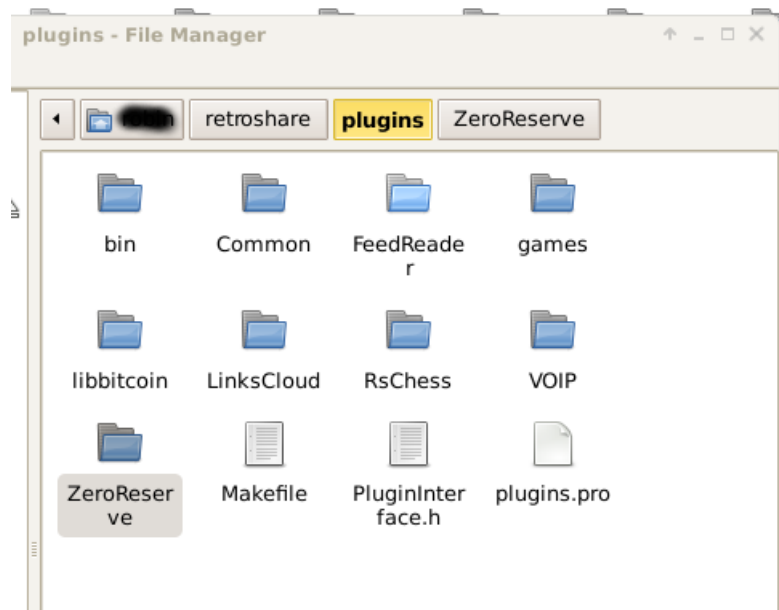 plugins - File Manager
retroshare plugins ZeroReserve
bin Common FeedReade games
r
libbitcoin LinksCloud RsChess VOIP
ZeroReser Makefile PluginInter plugins.pro
ve face.h